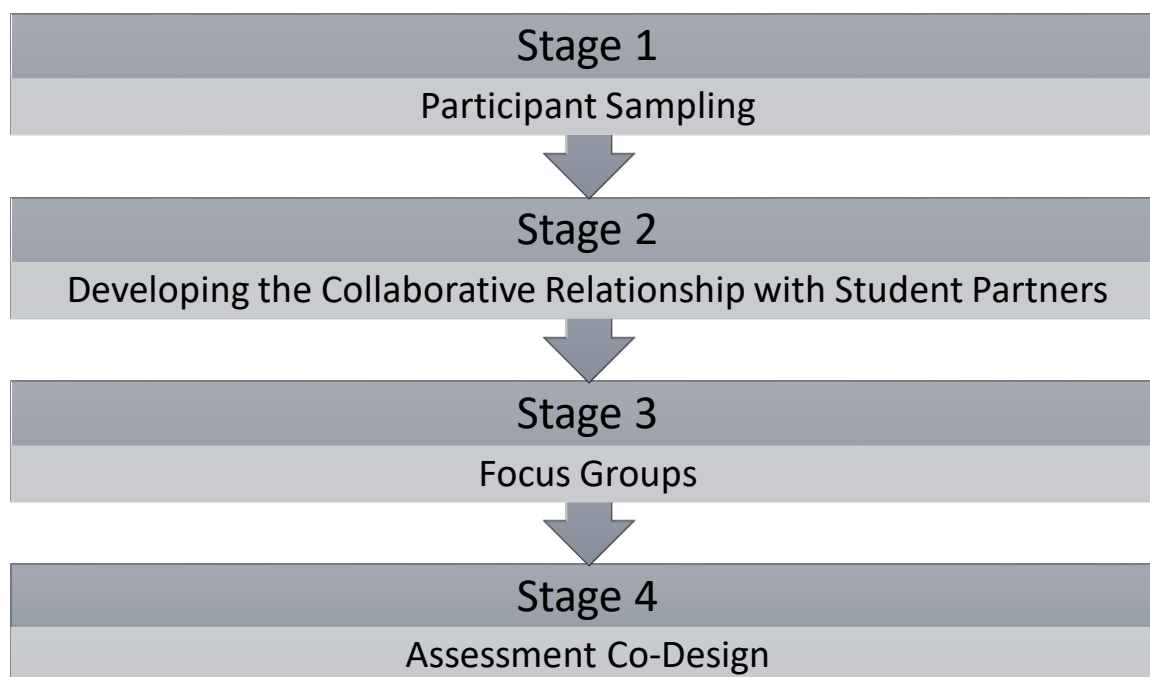 Stage 1
Participant Sampling
Stage 2
Developing the Collaborative Relationship with Student Partners
Stage 3
Focus Groups
Stage 4
Assessment Co-Design